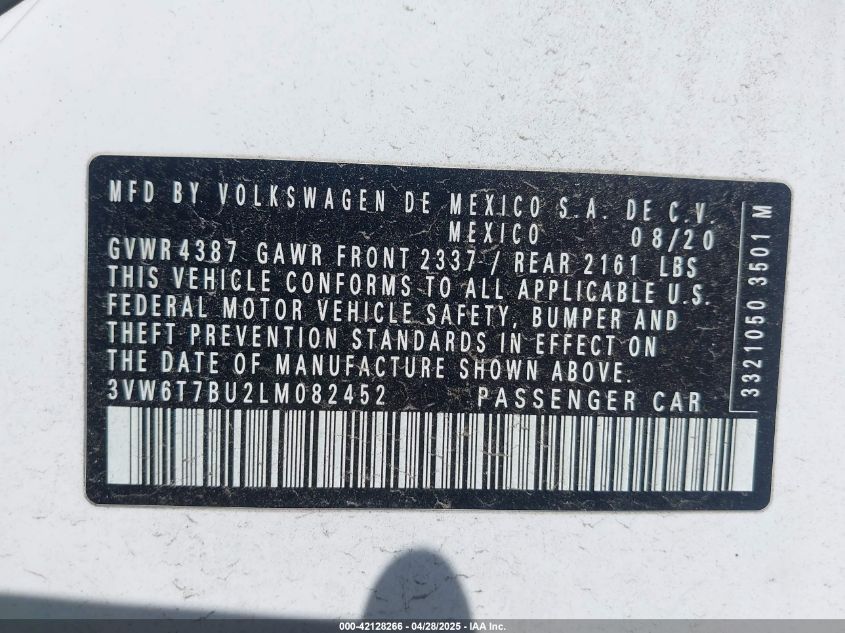 MFD BY VOLKSWAGEN DE MEXICO S.A. DE C.V.
MEXICO 08/20
GVWR 4387 GAWR FRONT 2337 / REAR 2161 LBS
THIS VEHICLE CONFORMS TO ALL APPLICABLE U.S.
FEDERAL MOTOR VEHICLE SAFETY, BUMPER AND
THEFT PREVENTION STANDARDS IN EFFECT ON
THE DATE OF MANUFACTURE SHOWN ABOVE.
3VW6T7BU2LM082452 PASSENGER CAR
3321050 3501 M
000-42128266 - 04/28/2025 - IAA Inc.